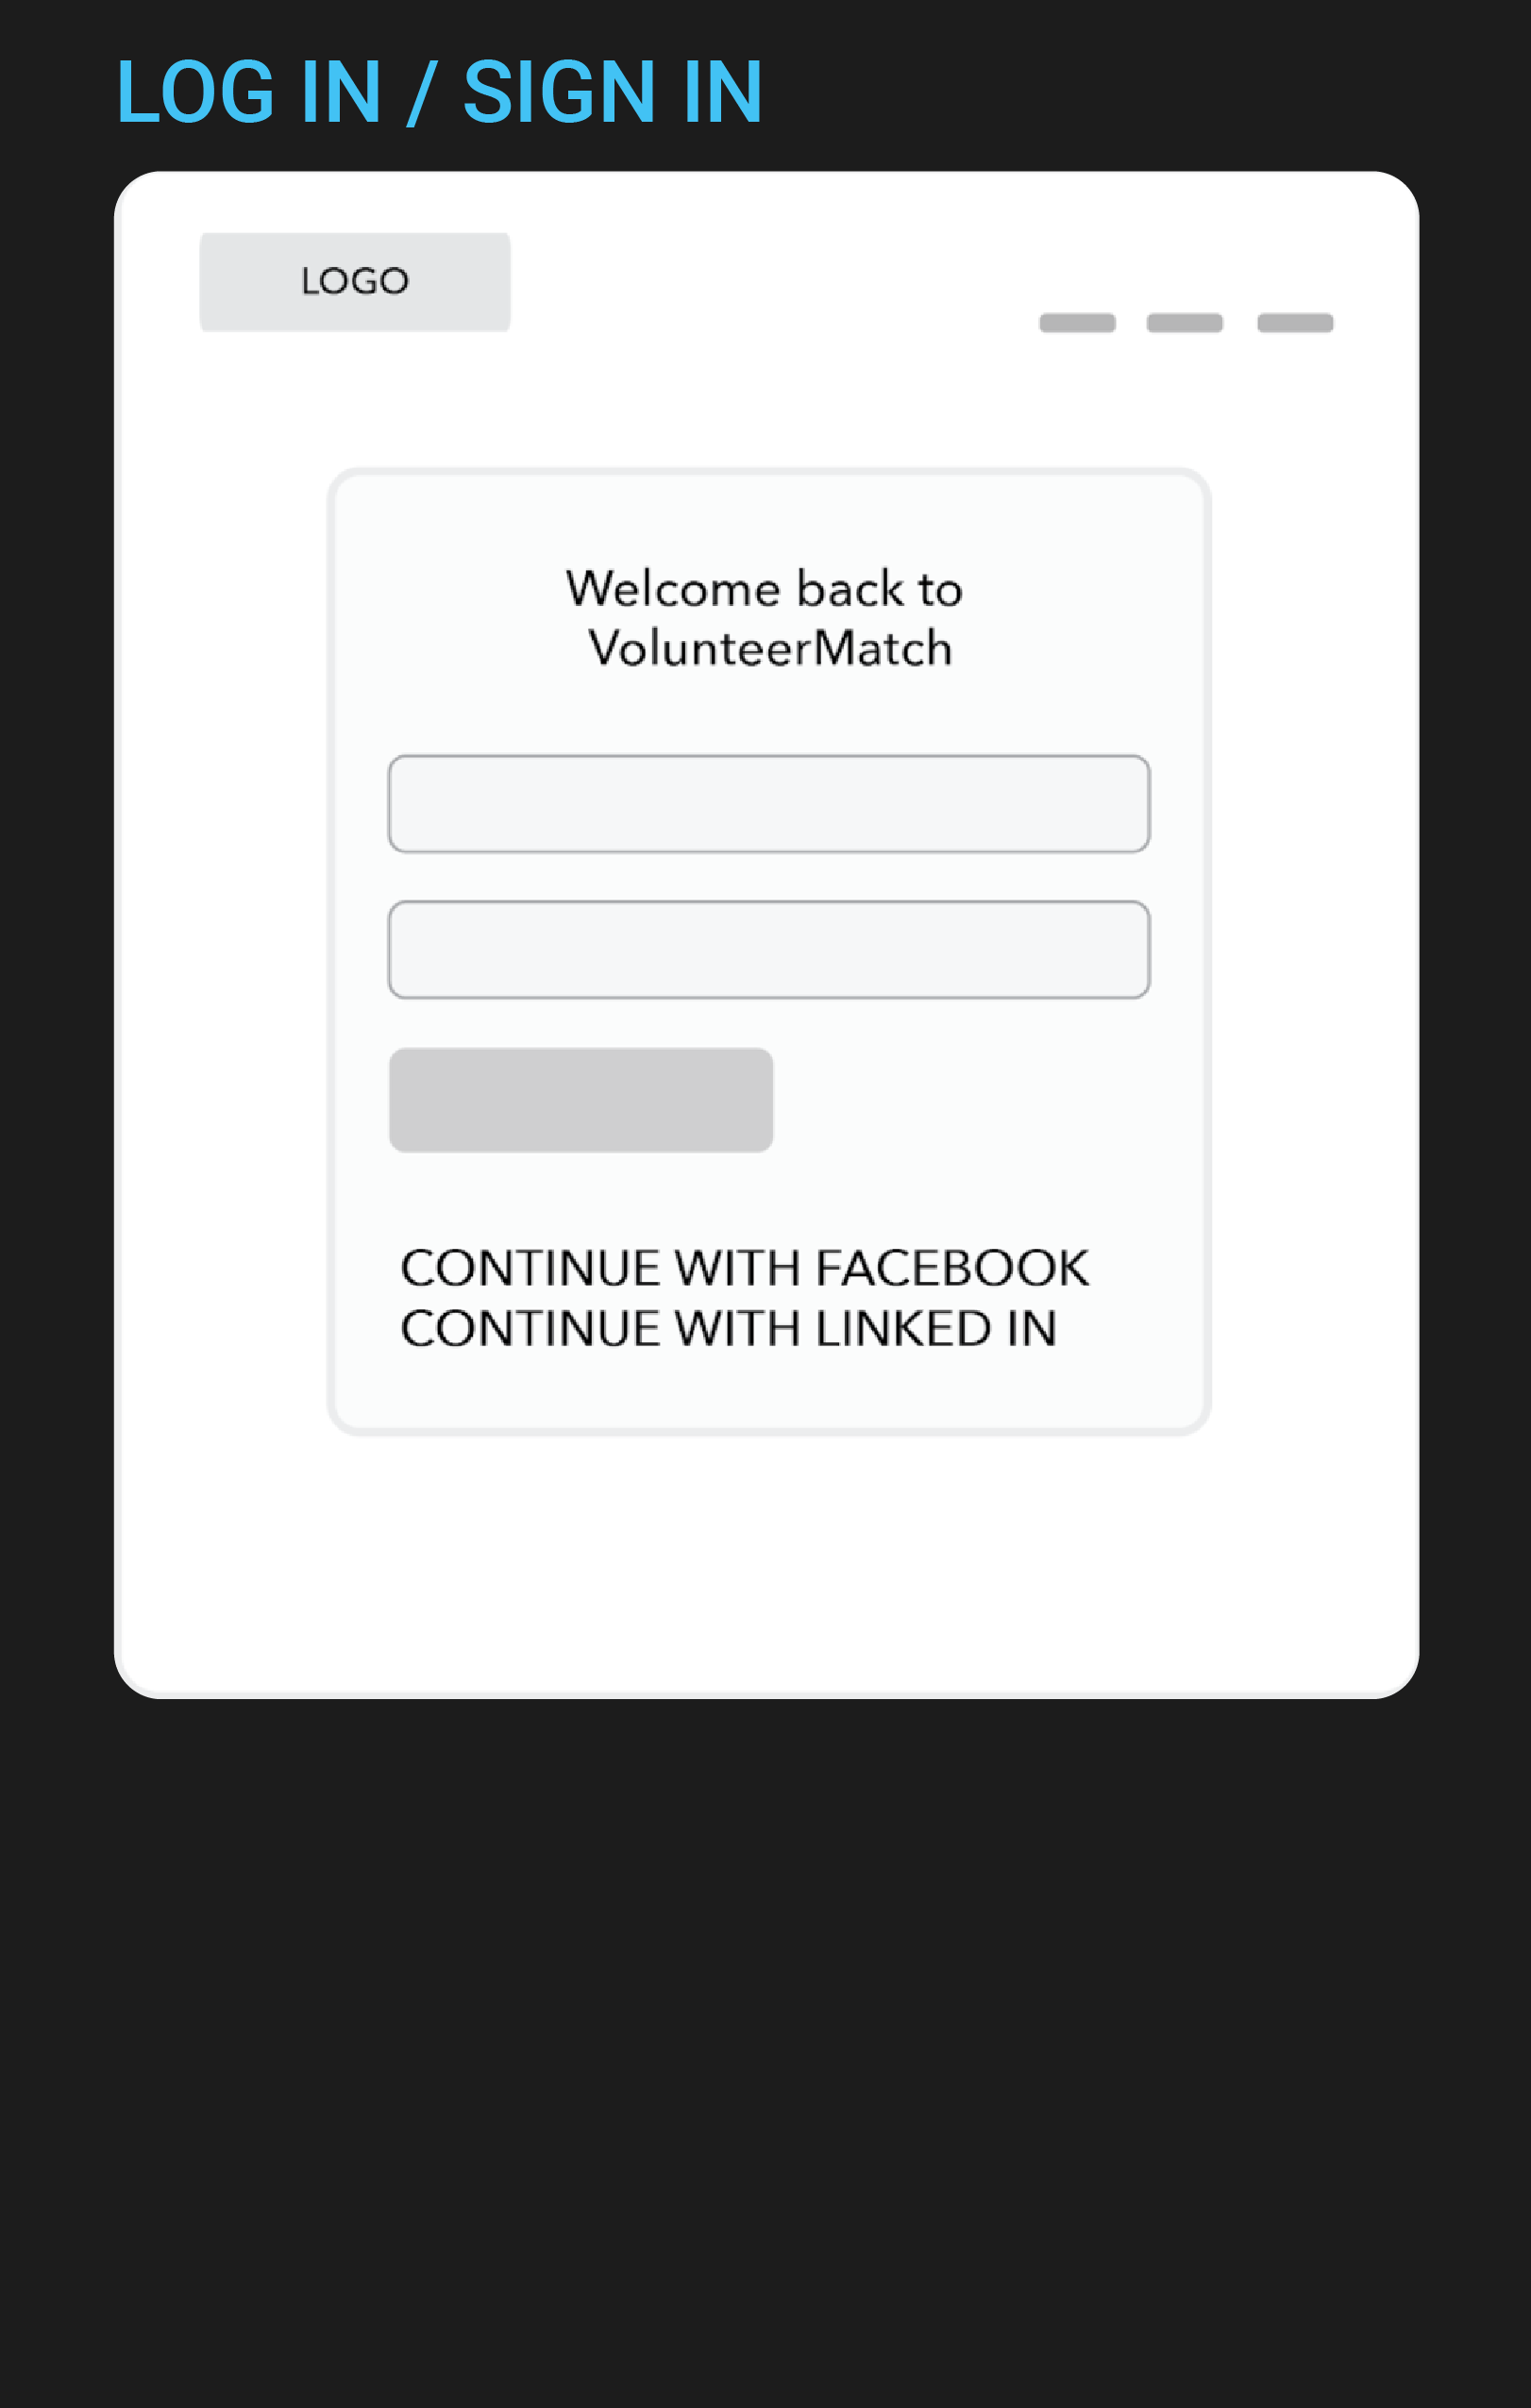 LOG IN / SIGN IN
LOGO
Welcome back to
VolunteerMatch
CONTINUE WITH FACEBOOK
CONTINUE WITH LINKED IN